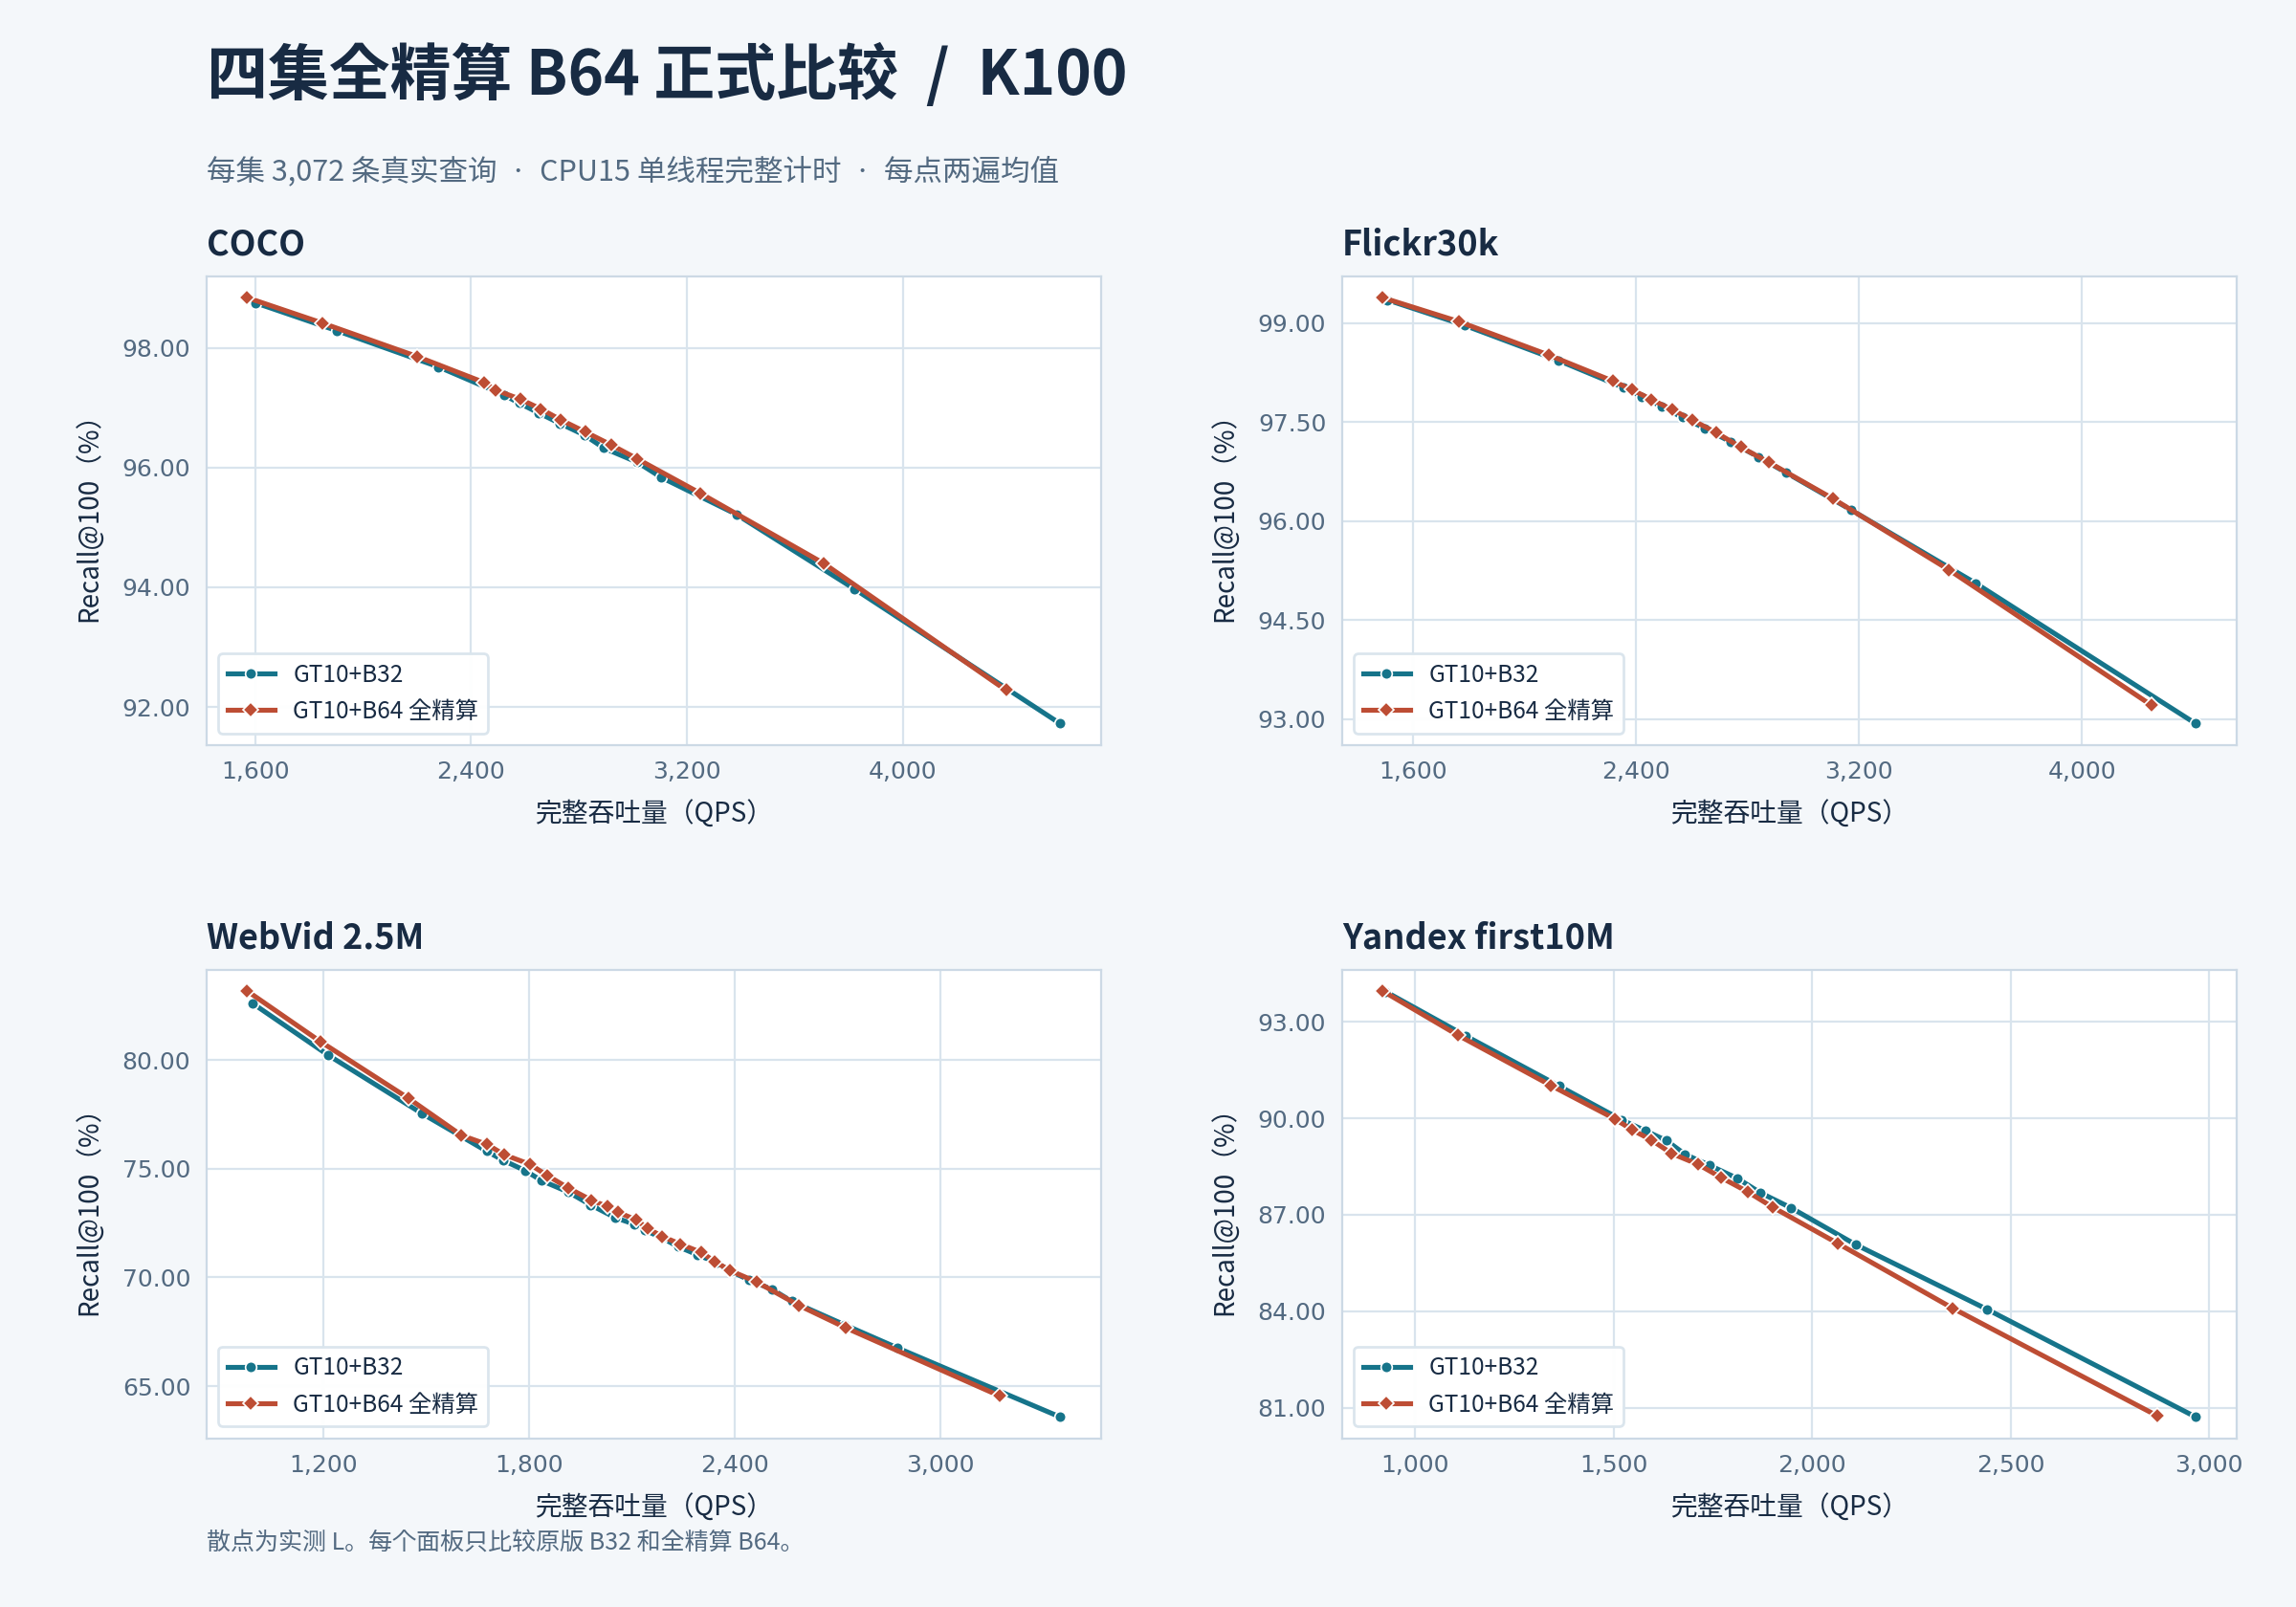 四集全精算 B64 正式比较 / K100
每集 3,072 条真实查询 · CPU15 单线程完整计时 · 每点两遍均值
COCO
Recall@100（%）
98.00
96.00
94.00
92.00
GT10+B32
GT10+B64 全精算
1,600 2,400 3,200 4,000
完整吞吐量（QPS）
Flickr30k
Recall@100（%）
99.00
97.50
96.00
94.50
93.00
GT10+B32
GT10+B64 全精算
1,600 2,400 3,200 4,000
完整吞吐量（QPS）
WebVid 2.5M
Recall@100（%）
80.00
75.00
70.00
65.00
GT10+B32
GT10+B64 全精算
1,200 1,800 2,400 3,000
完整吞吐量（QPS）
Yandex first10M
Recall@100（%）
93.00
90.00
87.00
84.00
81.00
GT10+B32
GT10+B64 全精算
1,000 1,500 2,000 2,500 3,000
完整吞吐量（QPS）
散点为实测 L。每个面板只比较原版 B32 和全精算 B64。